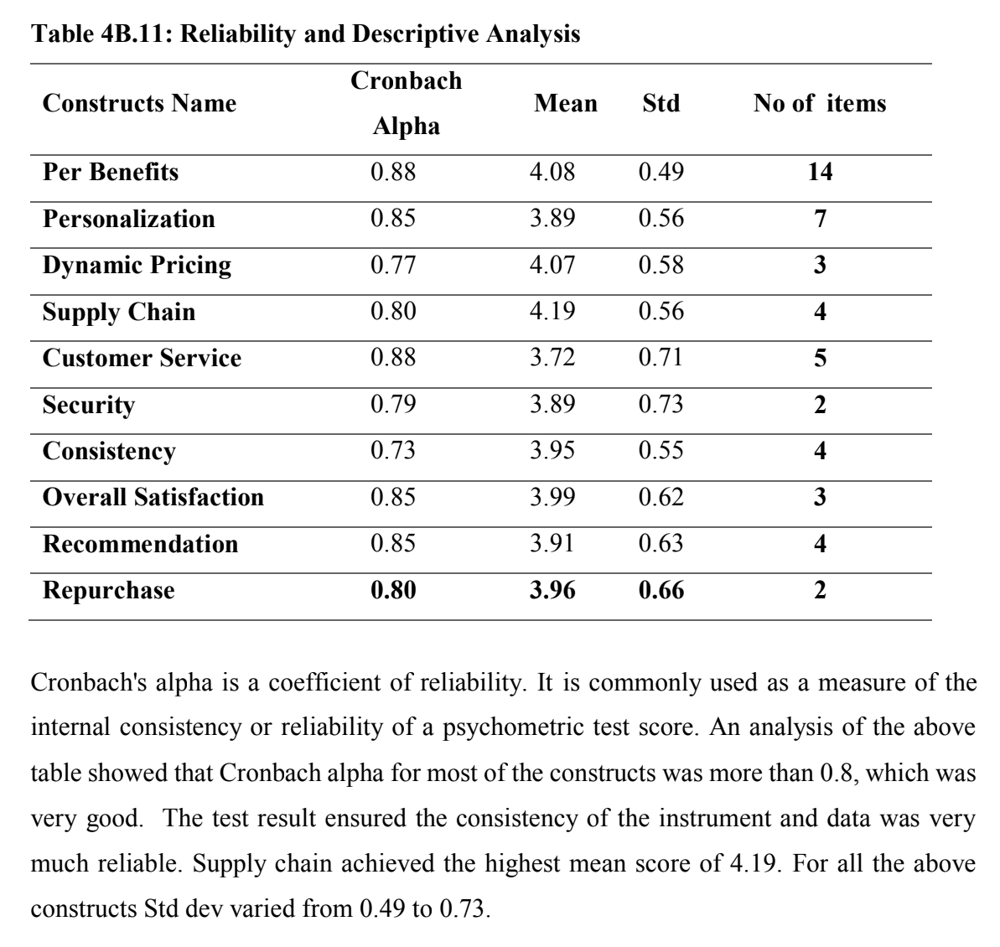 Table 4B.11: Reliability and Descriptive Analysis
Constructs Name Cronbach Alpha Mean Std No of items
Per Benefits 0.88 4.08 0.49 14
Personalization 0.85 3.89 0.56 7
Dynamic Pricing 0.77 4.07 0.58 3
Supply Chain 0.80 4.19 0.56 4
Customer Service 0.88 3.72 0.71 5
Security 0.79 3.89 0.73 2
Consistency 0.73 3.95 0.55 4
Overall Satisfaction 0.85 3.99 0.62 3
Recommendation 0.85 3.91 0.63 4
Repurchase 0.80 3.96 0.66 2
Cronbach's alpha is a coefficient of reliability. It is commonly used as a measure of the
internal consistency or reliability of a psychometric test score. An analysis of the above
table showed that Cronbach alpha for most of the constructs was more than 0.8, which was
very good.  The test result ensured the consistency of the instrument and data was very
much reliable. Supply chain achieved the highest mean score of 4.19. For all the above
constructs Std dev varied from 0.49 to 0.73.